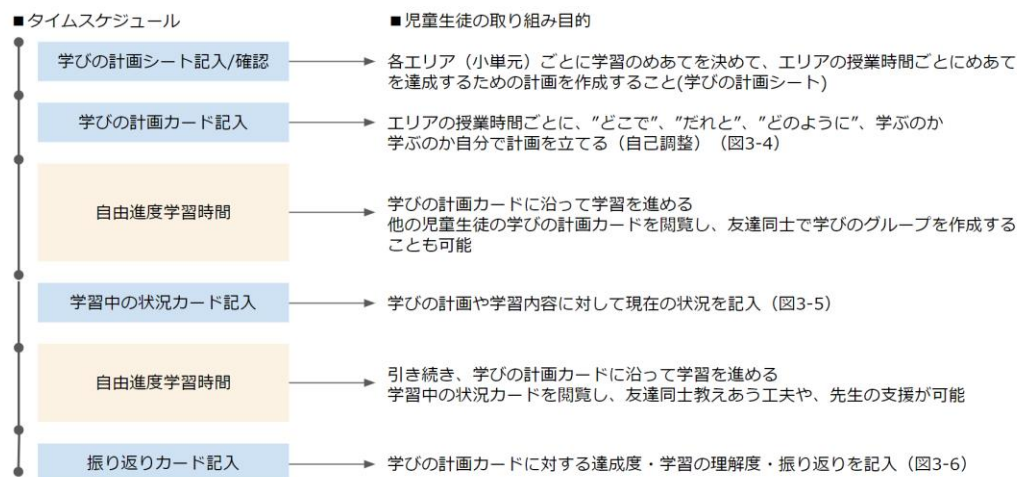 ■タイムスケジュール
■児童生徒の取り組み目的
学びの計画シート記入/確認
各エリア（小単元）ごとに学習のめあてを決めて、エリアの授業時間ごとにめあて
を達成するための計画を作成すること(学びの計画シート)
学びの計画カード記入
エリアの授業時間ごとに、”どこで”、”だれと”、”どのように”、学ぶのか
学ぶのか自分で計画を立てる（自己調整）（図3-4）
自由進度学習時間
学びの計画カードに沿って学習を進める
他の児童生徒の学びの計画カードを閲覧し、友達同士で学びのグループを作成する
ことも可能
学習中の状況カード記入
学びの計画や学習内容に対して現在の状況を記入（図3-5）
自由進度学習時間
引き続き、学びの計画カードに沿って学習を進める
学習中の状況カードを閲覧し、友達同士教えあう工夫や、先生の支援が可能
振り返りカード記入
学びの計画カードに対する達成度・学習の理解度・振り返りを記入（図3-6）